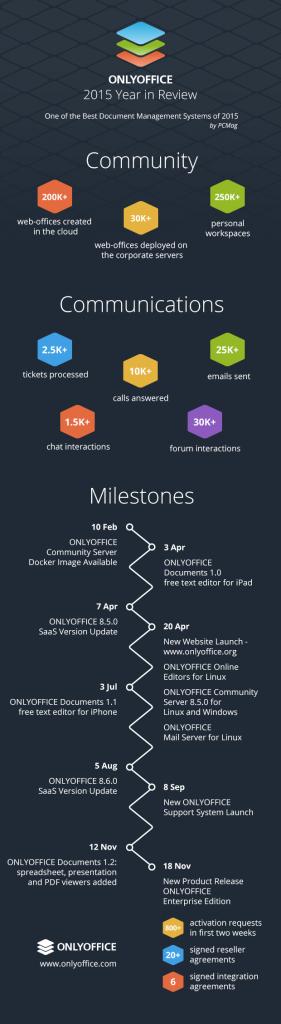 ONLYOFFICE
2015 Year in Review
One of the Best Document Management Systems of 2015
by PCMag
Community
200K+
web-offices created
in the cloud
30K+
web-offices deployed on
the corporate servers
250K+
personal
workspaces
Communications
2.5K+
tickets processed
10K+
calls answered
25K+
emails sent
1.5K+
chat interactions
30K+
forum interactions
Milestones
10 Feb
ONLYOFFICE
Community Server
Docker Image Available
3 Apr
ONLYOFFICE
Documents 1.0
free text editor for iPad
7 Apr
ONLYOFFICE 8.5.0
SaaS Version Update
20 Apr
New Website Launch -
www.onlyoffice.org
ONLYOFFICE Online
Editors for Linux
ONLYOFFICE Community
Server 8.5.0 for
Linux and Windows
ONLYOFFICE
Mail Server for Linux
3 Jul
ONLYOFFICE Documents 1.1
free text editor for iPhone
5 Aug
ONLYOFFICE 8.6.0
SaaS Version Update
8 Sep
New ONLYOFFICE
Support System Launch
12 Nov
ONLYOFFICE Documents 1.2:
spreadsheet, presentation
and PDF viewers added
18 Nov
New Product Release
ONLYOFFICE
Enterprise Edition
800+
activation requests
in first two weeks
20+
signed reseller
agreements
6
signed integration
agreements
ONLYOFFICE
www.onlyoffice.com